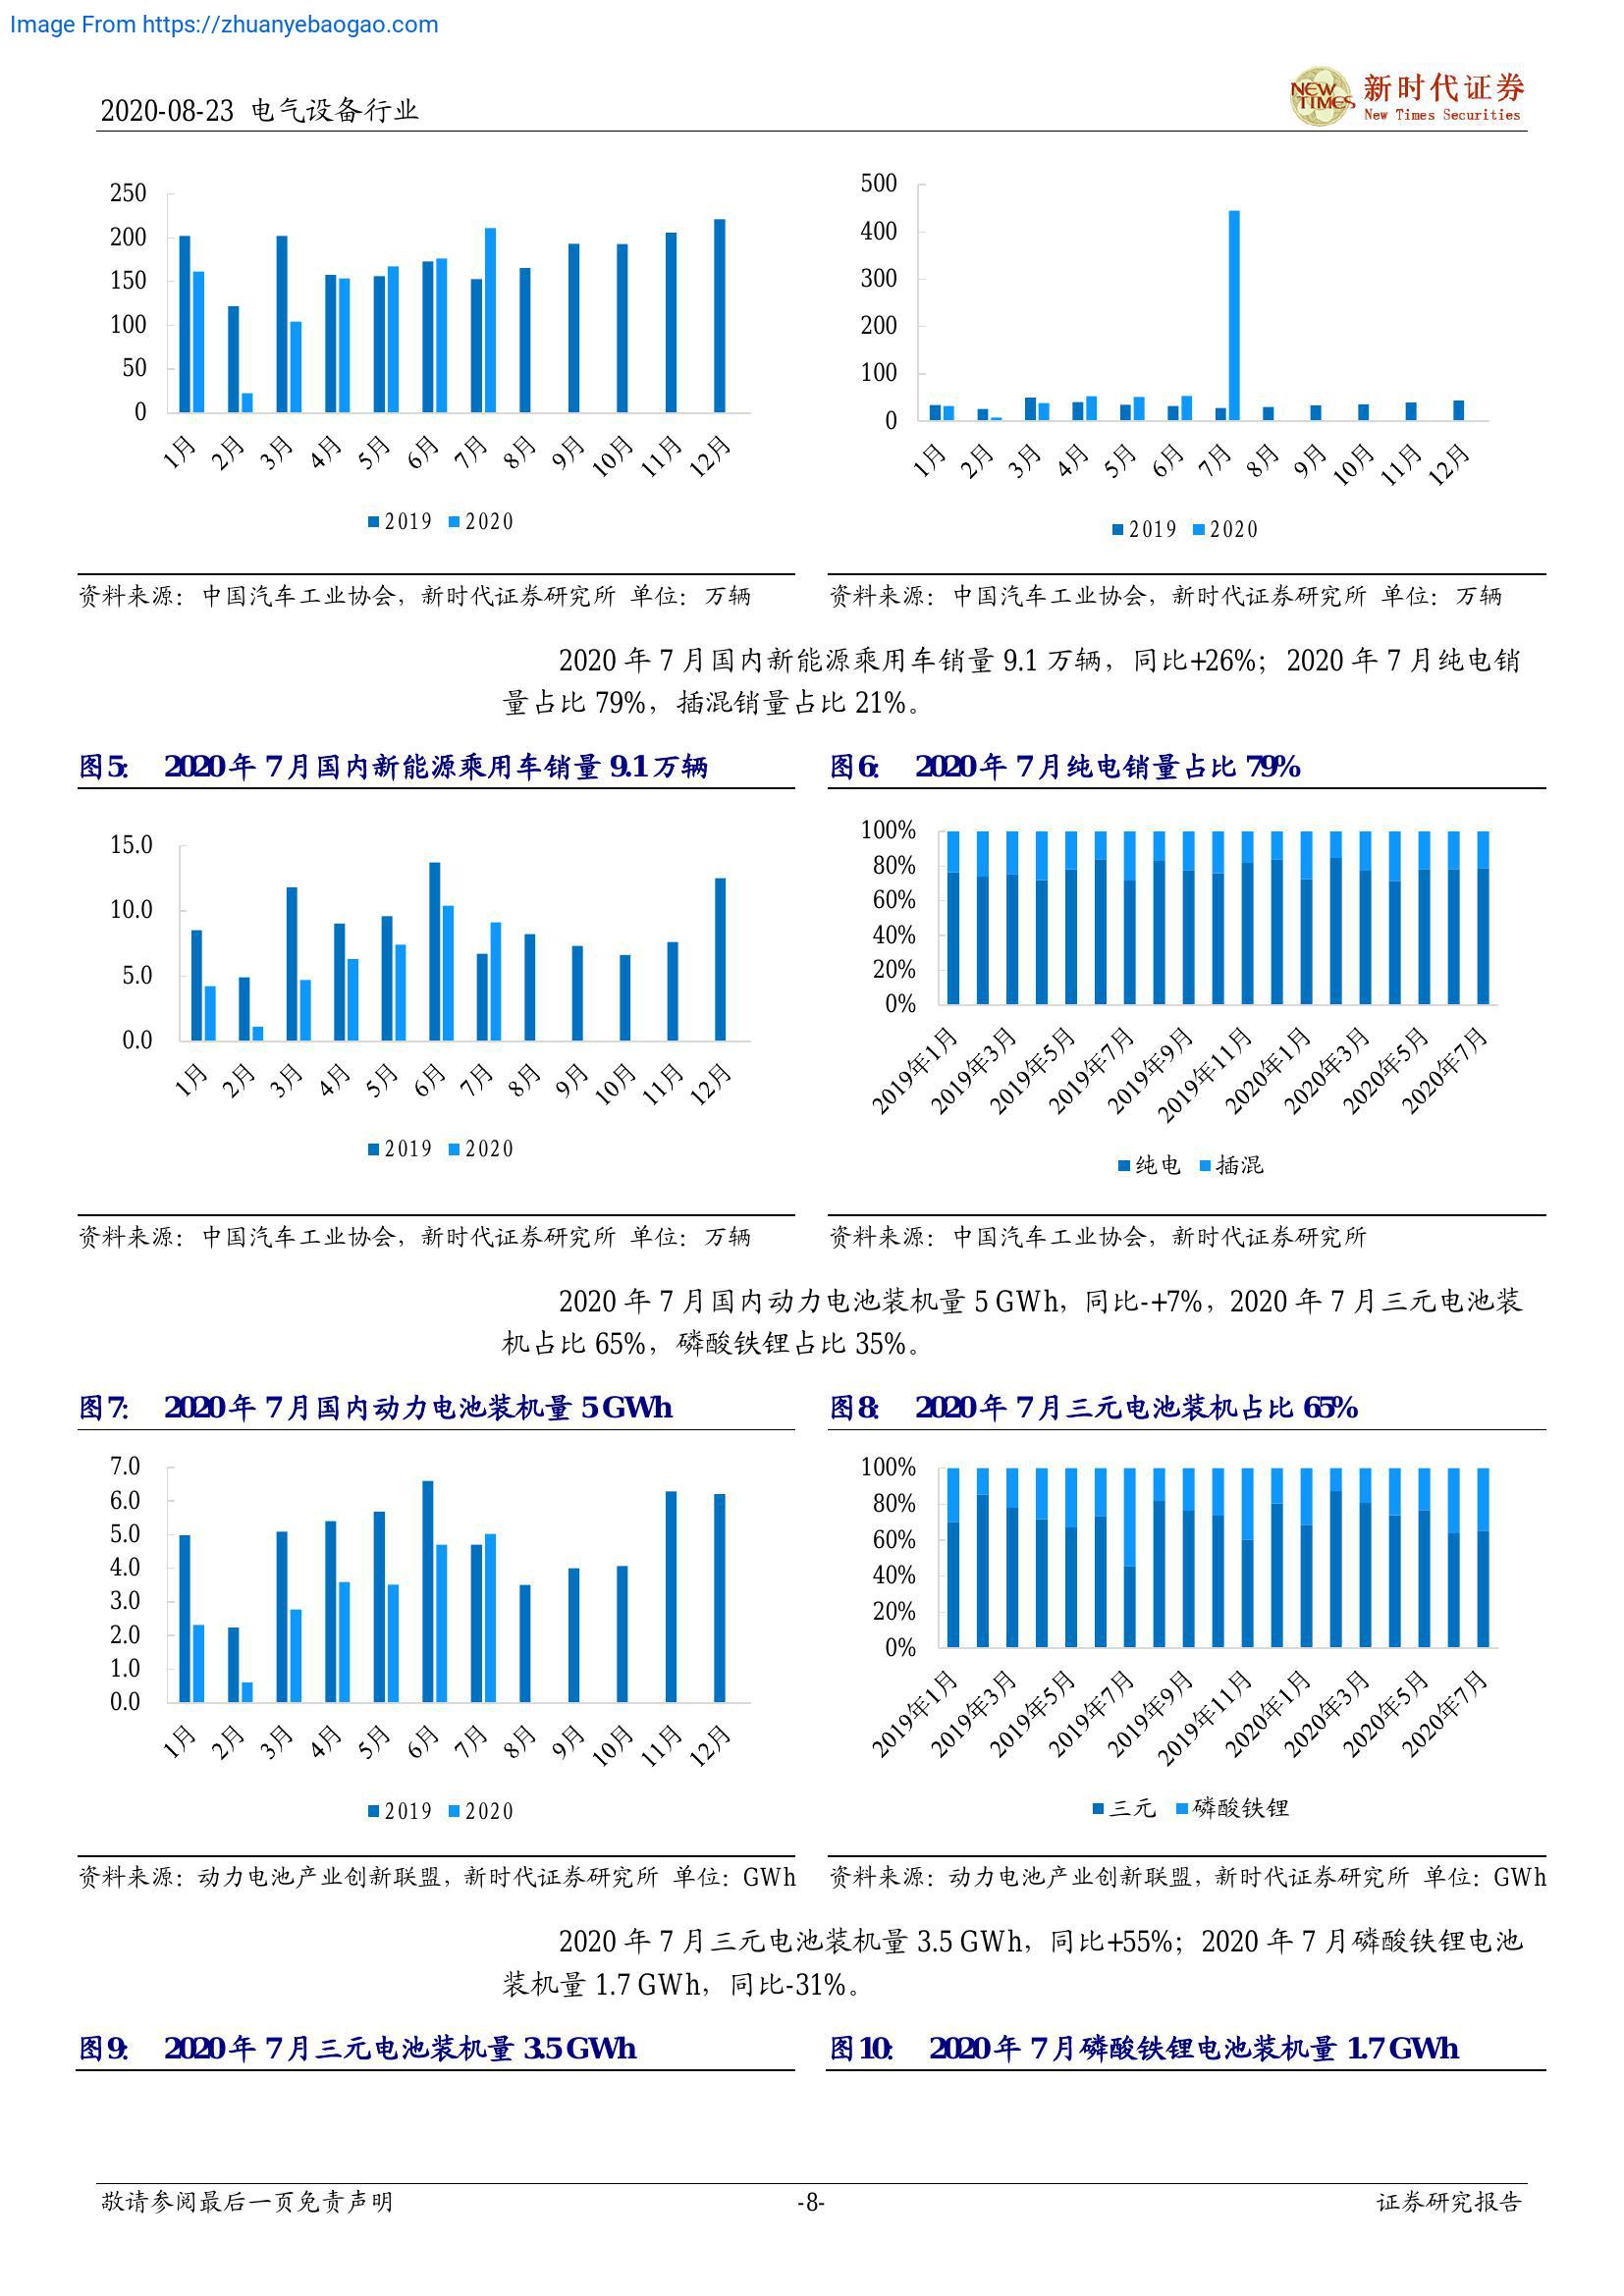 Image From https://zhuanyebaogao.com
2020-08-23 电气设备行业
NEW TIMES 新时代证券
New Times Securities
250
200
150
100
50
0
1月 2月 3月 4月 5月 6月 7月 8月 9月 10月 11月 12月
2019 2020
500
400
300
200
100
0
1月 2月 3月 4月 5月 6月 7月 8月 9月 10月 11月 12月
2019 2020
资料来源：中国汽车工业协会，新时代证券研究所 单位：万辆
资料来源：中国汽车工业协会，新时代证券研究所 单位：万辆
2020 年 7 月国内新能源乘用车销量 9.1 万辆，同比+26%；2020 年 7 月纯电销
量占比 79%，插混销量占比 21%。
图5： 2020 年 7 月国内新能源乘用车销量 9.1 万辆
图6： 2020 年 7 月纯电销量占比 79%
15.0
10.0
5.0
0.0
1月 2月 3月 4月 5月 6月 7月 8月 9月 10月 11月 12月
2019 2020
100%
80%
60%
40%
20%
0%
2019年1月 2019年3月 2019年5月 2019年7月 2019年9月 2019年11月 2020年1月 2020年3月 2020年5月 2020年7月
纯电 插混
资料来源：中国汽车工业协会，新时代证券研究所 单位：万辆
资料来源：中国汽车工业协会，新时代证券研究所
2020 年 7 月国内动力电池装机量 5 GWh，同比-+7%，2020 年 7 月三元电池装
机占比 65%，磷酸铁锂占比 35%。
图7： 2020 年 7 月国内动力电池装机量 5 GWh
图8： 2020 年 7 月三元电池装机占比 65%
7.0
6.0
5.0
4.0
3.0
2.0
1.0
0.0
1月 2月 3月 4月 5月 6月 7月 8月 9月 10月 11月 12月
2019 2020
100%
80%
60%
40%
20%
0%
2019年1月 2019年3月 2019年5月 2019年7月 2019年9月 2019年11月 2020年1月 2020年3月 2020年5月 2020年7月
三元 磷酸铁锂
资料来源：动力电池产业创新联盟，新时代证券研究所 单位：GWh
资料来源：动力电池产业创新联盟，新时代证券研究所 单位：GWh
2020 年 7 月三元电池装机量 3.5 GWh，同比+55%；2020 年 7 月磷酸铁锂电池
装机量 1.7 GWh，同比-31%。
图9： 2020 年 7 月三元电池装机量 3.5 GWh
图10： 2020 年 7 月磷酸铁锂电池装机量 1.7 GWh
敬请参阅最后一页免责声明
-8-
证券研究报告